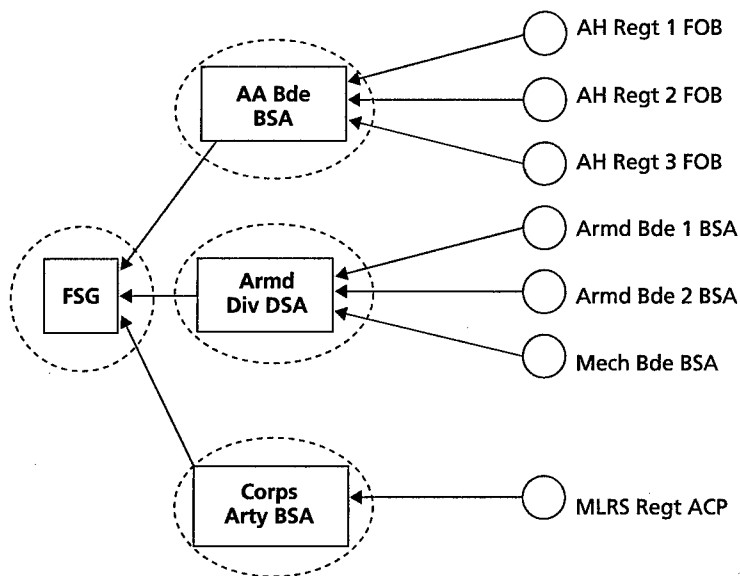 AH Regt 1 FOB
AA Bde
BSA
AH Regt 2 FOB
AH Regt 3 FOB
Armd Bde 1 BSA
FSG
Armd
Div DSA
Armd Bde 2 BSA
Mech Bde BSA
Corps
Arty BSA
MLRS Regt ACP